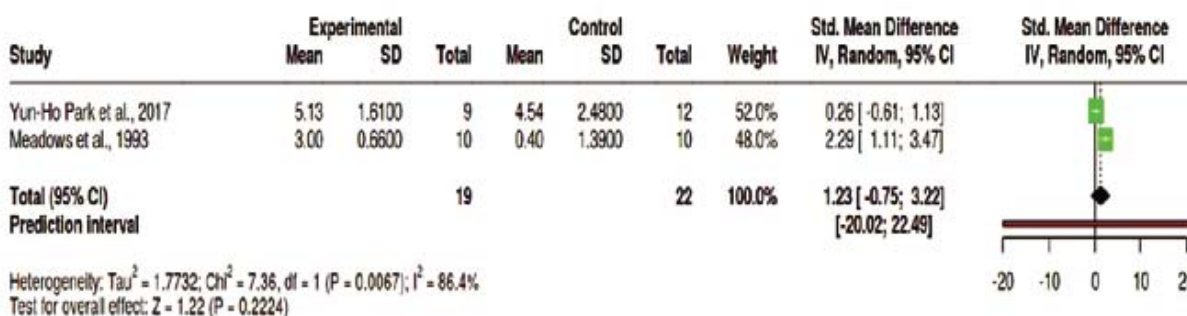 Experimental Control Std. Mean Difference Std. Mean Difference
Study Mean SD Total Mean SD Total Weight IV, Random, 95% CI IV, Random, 95% CI
Yun-Ho Park et al., 2017 5.13 1.6100 9 4.54 2.4800 12 52.0% 0.26 [ -0.61; 1.13]
Meadows et al., 1993 3.00 0.6600 10 0.40 1.3900 10 48.0% 2.29 [ 1.11; 3.47]
Total (95% CI) 19 22 100.0% 1.23 [ -0.75; 3.22]
Prediction interval [-20.02; 22.49]
-20 -10 0 10
Heterogeneity: Tau² = 1.7732; Chi² = 7.36, df = 1 (P = 0.0067); I² = 86.4%
Test for overall effect: Z = 1.22 (P = 0.2224)